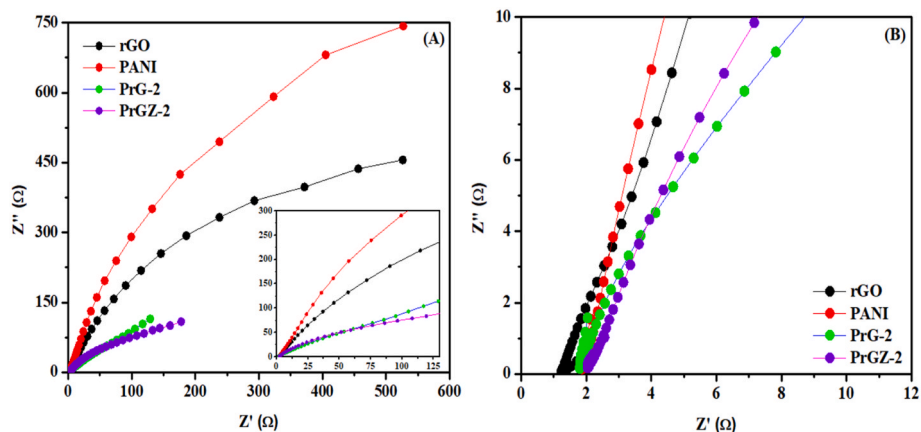 750
600
450
300
150
0
Z'' (Ω)
(A)
rGO
PANI
PrG-2
PrGZ-2
300
250
200
150
100
50
0
0 25 50 75 100 125
0 100 200 300 400 500 600
Z' (Ω)
10
8
6
4
2
0
Z'' (Ω)
(B)
rGO
PANI
PrG-2
PrGZ-2
0 2 4 6 8 10 12
Z' (Ω)